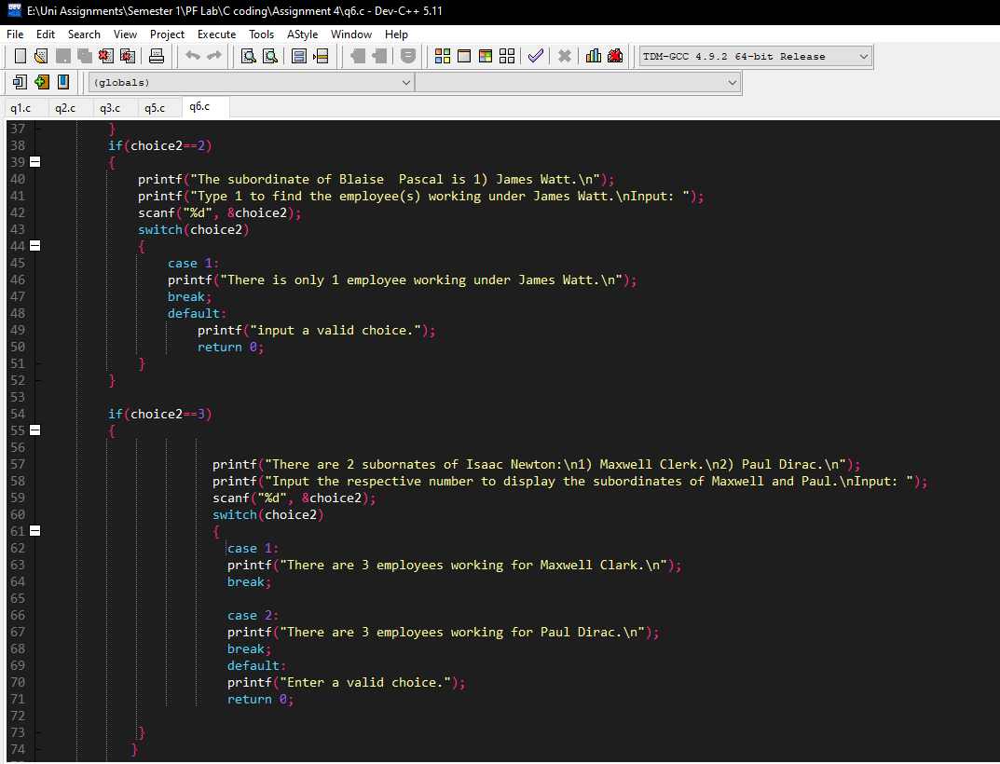 E:\Uni Assignments\Semester 1\PF Lab\C coding\Assignment 4\q6.c - Dev-C++ 5.11
File Edit Search View Project Execute Tools AStyle Window Help
TDM-GCC 4.9.2 64-bit Release
(globals)
q1.c q2.c q3.c q5.c q6.c
37 }
38 if(choice2==2)
39 {
40 printf("The subordinate of Blaise  Pascal is 1) James Watt.\n");
41 printf("Type 1 to find the employee(s) working under James Watt.\nInput: ");
42 scanf("%d", &choice2);
43 switch(choice2)
44 {
45 case 1:
46 printf("There is only 1 employee working under James Watt.\n");
47 break;
48 default:
49 printf("input a valid choice.");
50 return 0;
51 }
52 }
53
54 if(choice2==3)
55 {
56
57 printf("There are 2 subornates of Isaac Newton:\n1) Maxwell Clerk.\n2) Paul Dirac.\n");
58 printf("Input the respective number to display the subordinates of Maxwell and Paul.\nInput: ");
59 scanf("%d", &choice2);
60 switch(choice2)
61 {
62 case 1:
63 printf("There are 3 employees working for Maxwell Clark.\n");
64 break;
65
66 case 2:
67 printf("There are 3 employees working for Paul Dirac.\n");
68 break;
69 default:
70 printf("Enter a valid choice.");
71 return 0;
72
73 }
74 }